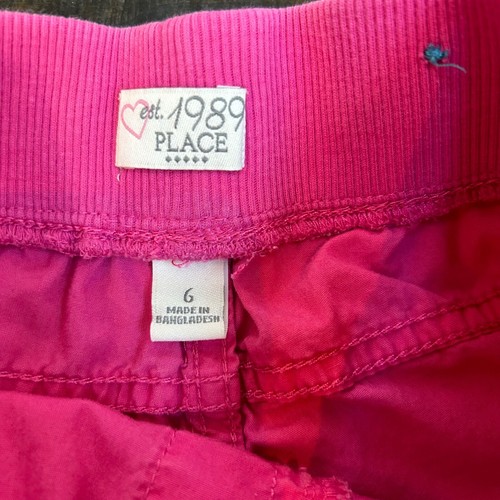 est. 1989
PLACE
6
MADE IN
BANGLADESH